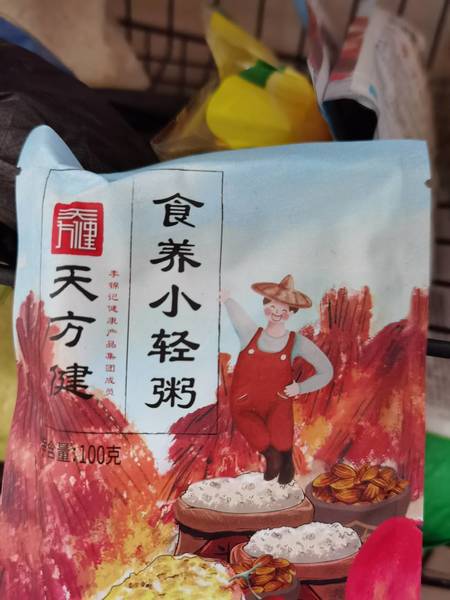 食养小轻粥
天方健
李锦记健康产品集团成员
净含量:100克